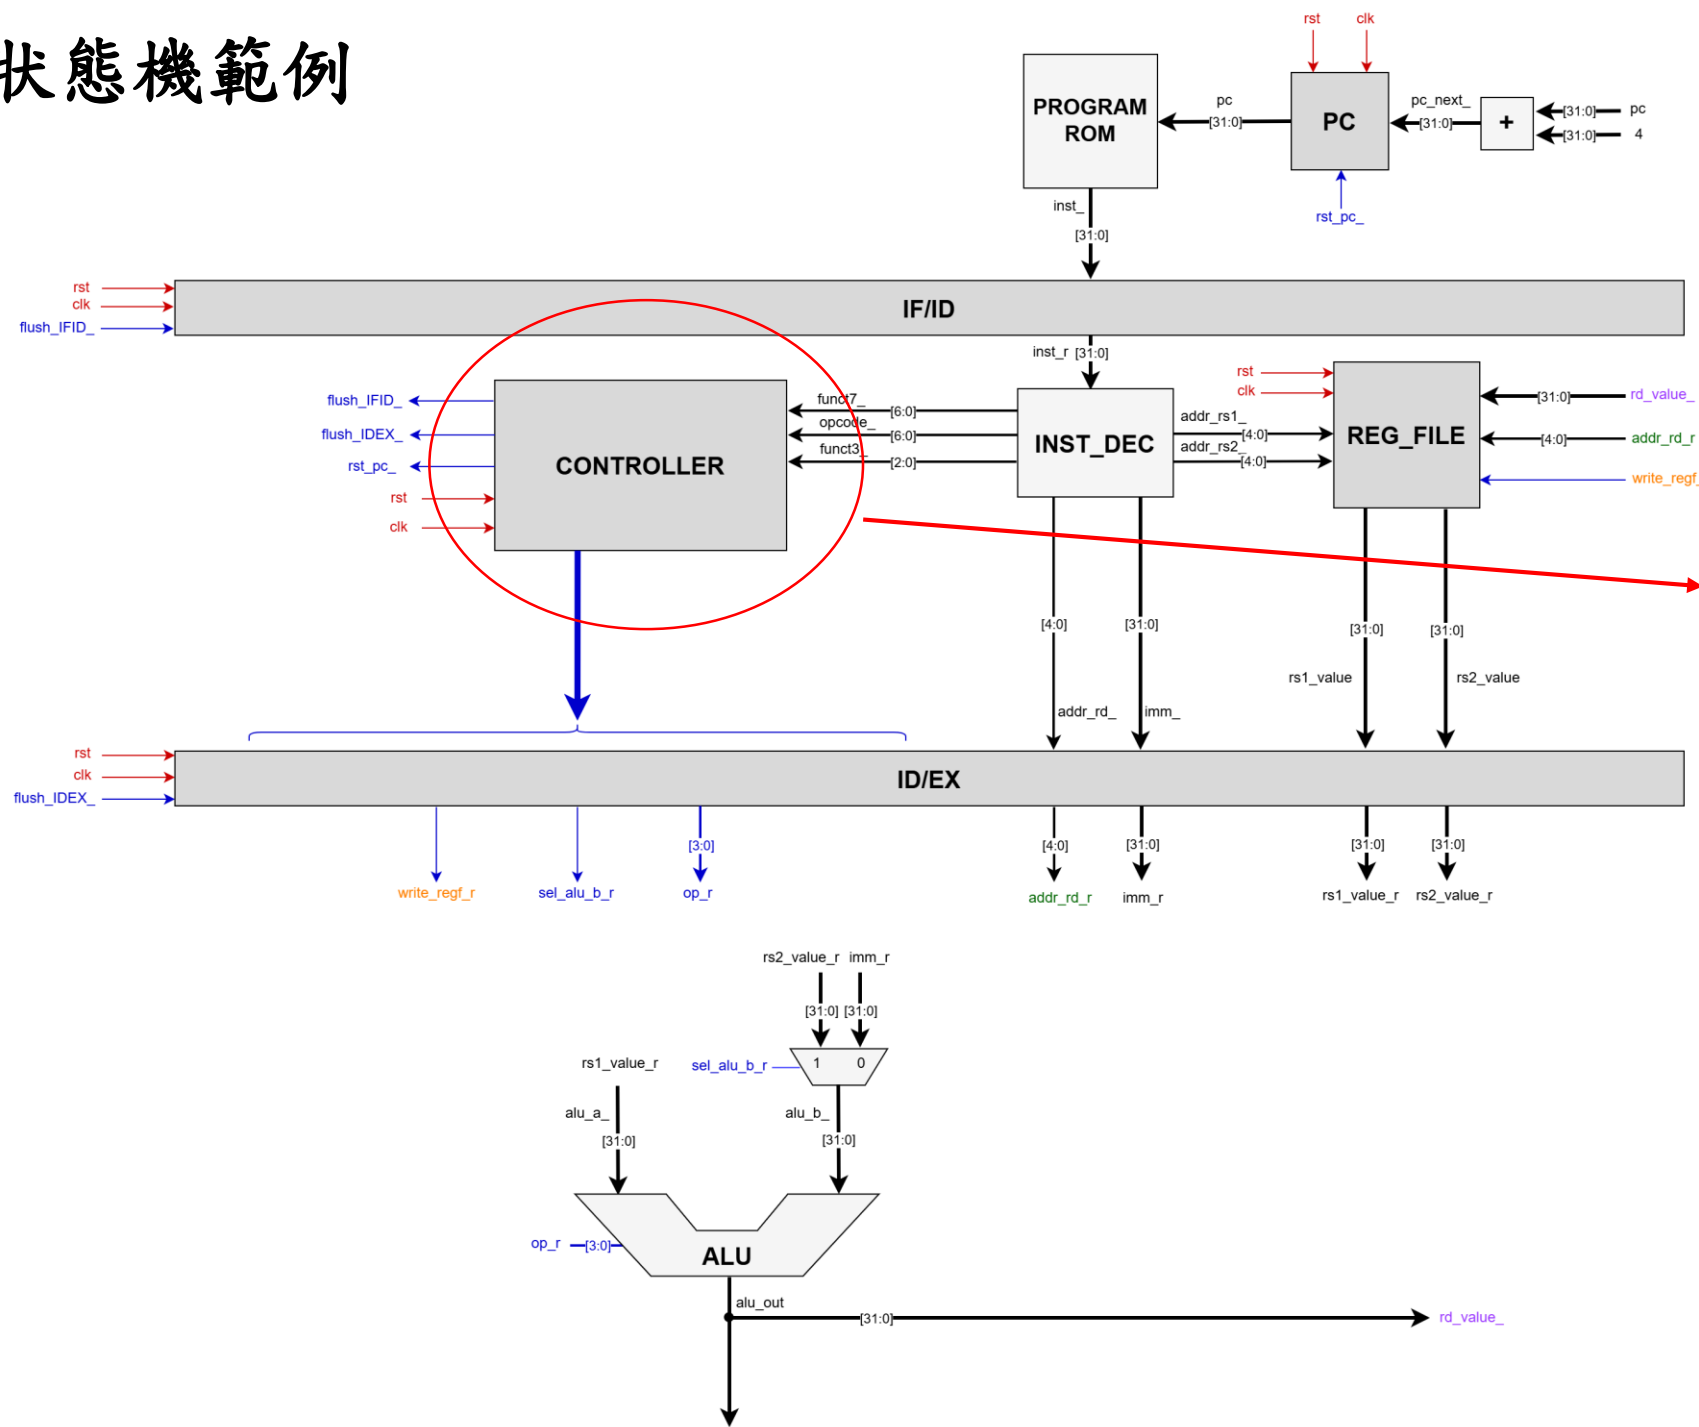 狀態機範例
rst
clk
PROGRAM
ROM
pc
[31:0]
PC
pc_next_
[31:0]
+
[31:0]
pc
[31:0]
4
rst_pc_
inst_
[31:0]
rst
clk
flush_IFID_
IF/ID
inst_r
[31:0]
flush_IFID_
flush_IDEX_
rst_pc_
rst
clk
CONTROLLER
funct7_
[6:0]
opcode_
[6:0]
funct3_
[2:0]
INST_DEC
addr_rs1_
[4:0]
addr_rs2_
[4:0]
rst
clk
REG_FILE
[31:0]
rd_value_
[4:0]
addr_rd_r
write_regf_
[4:0]
[31:0]
[31:0]
[31:0]
rs1_value
rs2_value
addr_rd_
imm_
rst
clk
flush_IDEX_
ID/EX
[3:0]
[4:0]
[31:0]
[31:0]
[31:0]
write_regf_r
sel_alu_b_r
op_r
addr_rd_r
imm_r
rs1_value_r
rs2_value_r
rs2_value_r
imm_r
[31:0]
[31:0]
rs1_value_r
sel_alu_b_r
1
0
alu_a_
alu_b_
[31:0]
[31:0]
op_r
[3:0]
ALU
alu_out
[31:0]
rd_value_